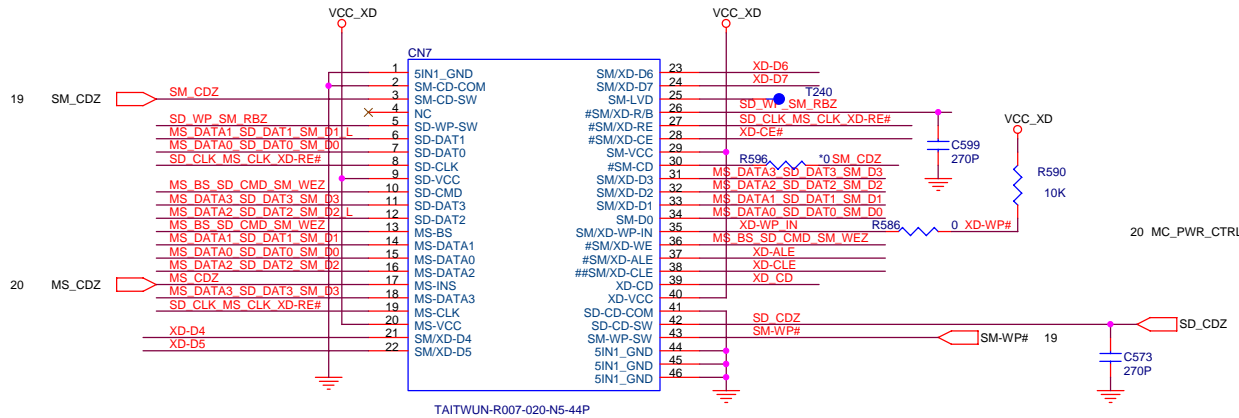 VCC_XD
VCC_XD
CN7
1 5IN1_GND SM/XD-D6 23 XD-D6
2 SM-CD-COM SM/XD-D7 24 XD-D7
19 SM_CDZ SM_CDZ 3 SM-CD-SW SM-LVD 25 T240
4 NC #SM/XD-R/B 26 SD_WP_SM_RBZ
SD_WP_SM_RBZ 5 SD-WP-SW #SM/XD-RE 27 SD_CLK_MS_CLK_XD-RE#
MS_DATA1_SD_DAT1_SM_D1_L 6 SD-DAT1 #SM/XD-CE 28 XD-CE#
MS_DATA0_SD_DAT0_SM_D0 7 SD-DAT0 SM-VCC 29
SD_CLK_MS_CLK_XD-RE# 8 SD-CLK #SM-CD 30 R596 *0 SM_CDZ
9 SD-VCC SM/XD-D3 31 MS_DATA3_SD_DAT3_SM_D3
MS_BS_SD_CMD_SM_WEZ 10 SD-CMD SM/XD-D2 32 MS_DATA2_SD_DAT2_SM_D2
MS_DATA3_SD_DAT3_SM_D3 11 SD-DAT3 SM/XD-D1 33 MS_DATA1_SD_DAT1_SM_D1
MS_DATA2_SD_DAT2_SM_D2_L 12 SD-DAT2 SM-D0 34 MS_DATA0_SD_DAT0_SM_D0
MS_BS_SD_CMD_SM_WEZ 13 MS-BS SM/XD-WP-IN 35 XD-WP_IN R586 0 XD-WP#
MS_DATA1_SD_DAT1_SM_D1 14 MS-DATA1 #SM/XD-WE 36 MS_BS_SD_CMD_SM_WEZ
MS_DATA0_SD_DAT0_SM_D0 15 MS-DATA0 #SM/XD-ALE 37 XD-ALE
MS_DATA2_SD_DAT2_SM_D2 16 MS-DATA2 ##SM/XD-CLE 38 XD-CLE
20 MS_CDZ MS_CDZ 17 MS-INS XD-CD 39 XD_CD
MS_DATA3_SD_DAT3_SM_D3 18 MS-DATA3 XD-VCC 40
SD_CLK_MS_CLK_XD-RE# 19 MS-CLK SD-CD-COM 41
20 MS-VCC SD-CD-SW 42 SD_CDZ SD_CDZ
XD-D4 21 SM/XD-D4 SM-WP-SW 43 SM-WP# SM-WP# 19
XD-D5 22 SM/XD-D5 5IN1_GND 44
5IN1_GND 45
5IN1_GND 46
C599
270P
VCC_XD
R590
10K
20 MC_PWR_CTRL
C573
270P
TAITWUN-R007-020-N5-44P